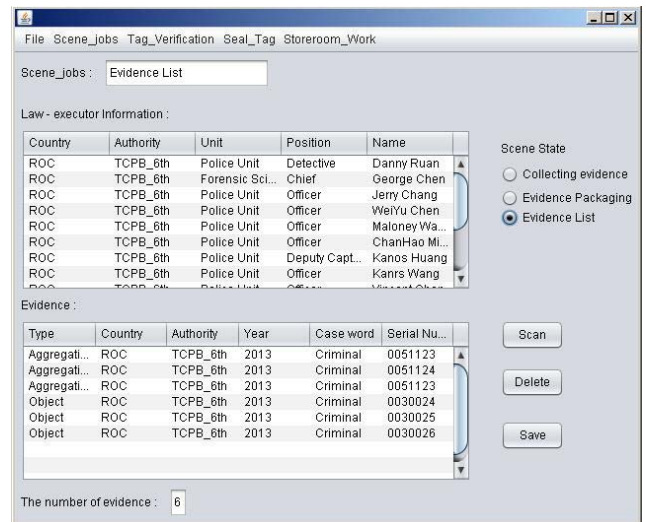 File Scene_jobs Tag_Verification Seal_Tag Storeroom_Work
Scene_jobs : Evidence List
Law - executor Information :
Country Authority Unit Position Name
ROC TCPB_6th Police Unit Detective Danny Ruan
ROC TCPB_6th Forensic Sci... Chief George Chen
ROC TCPB_6th Police Unit Officer Jerry Chang
ROC TCPB_6th Police Unit Officer WeiYu Chen
ROC TCPB_6th Police Unit Officer Maloney Wa...
ROC TCPB_6th Police Unit Officer ChanHao Mi...
ROC TCPB_6th Police Unit Deputy Capt... Kanos Huang
ROC TCPB_6th Police Unit Officer Kanrs Wang
Scene State
Collecting evidence
Evidence Packaging
Evidence List
Evidence :
Type Country Authority Year Case word Serial Nu...
Aggregati... ROC TCPB_6th 2013 Criminal 0051123
Aggregati... ROC TCPB_6th 2013 Criminal 0051124
Aggregati... ROC TCPB_6th 2013 Criminal 0051123
Object ROC TCPB_6th 2013 Criminal 0030024
Object ROC TCPB_6th 2013 Criminal 0030025
Object ROC TCPB_6th 2013 Criminal 0030026
Scan
Delete
Save
The number of evidence : 6